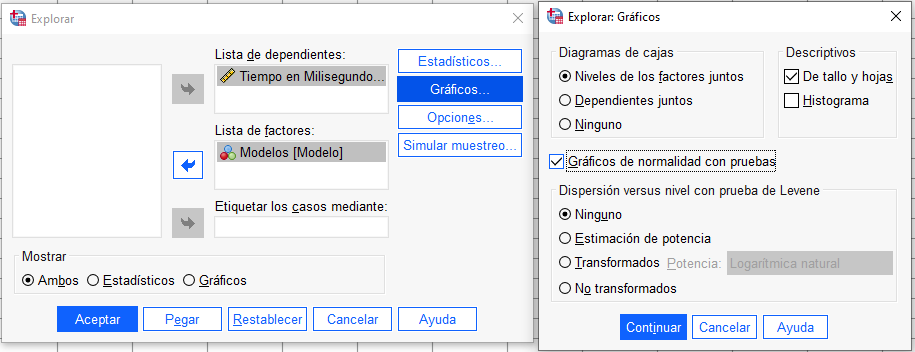 Explorar
Lista de dependientes:
Tiempo en Milisegundo...
Lista de factores:
Modelos [Modelo]
Etiquetar los casos mediante:
Estadísticos...
Gráficos...
Opciones...
Simular muestreo...
Mostrar
Ambos Estadísticos Gráficos
Aceptar Pegar Restablecer Cancelar Ayuda
Explorar: Gráficos
Diagramas de cajas
Niveles de los factores juntos
Dependientes juntos
Ninguno
Descriptivos
De tallo y hojas
Histograma
Gráficos de normalidad con pruebas
Dispersión versus nivel con prueba de Levene
Ninguno
Estimación de potencia
Transformados Potencia: Logarítmica natural
No transformados
Continuar Cancelar Ayuda